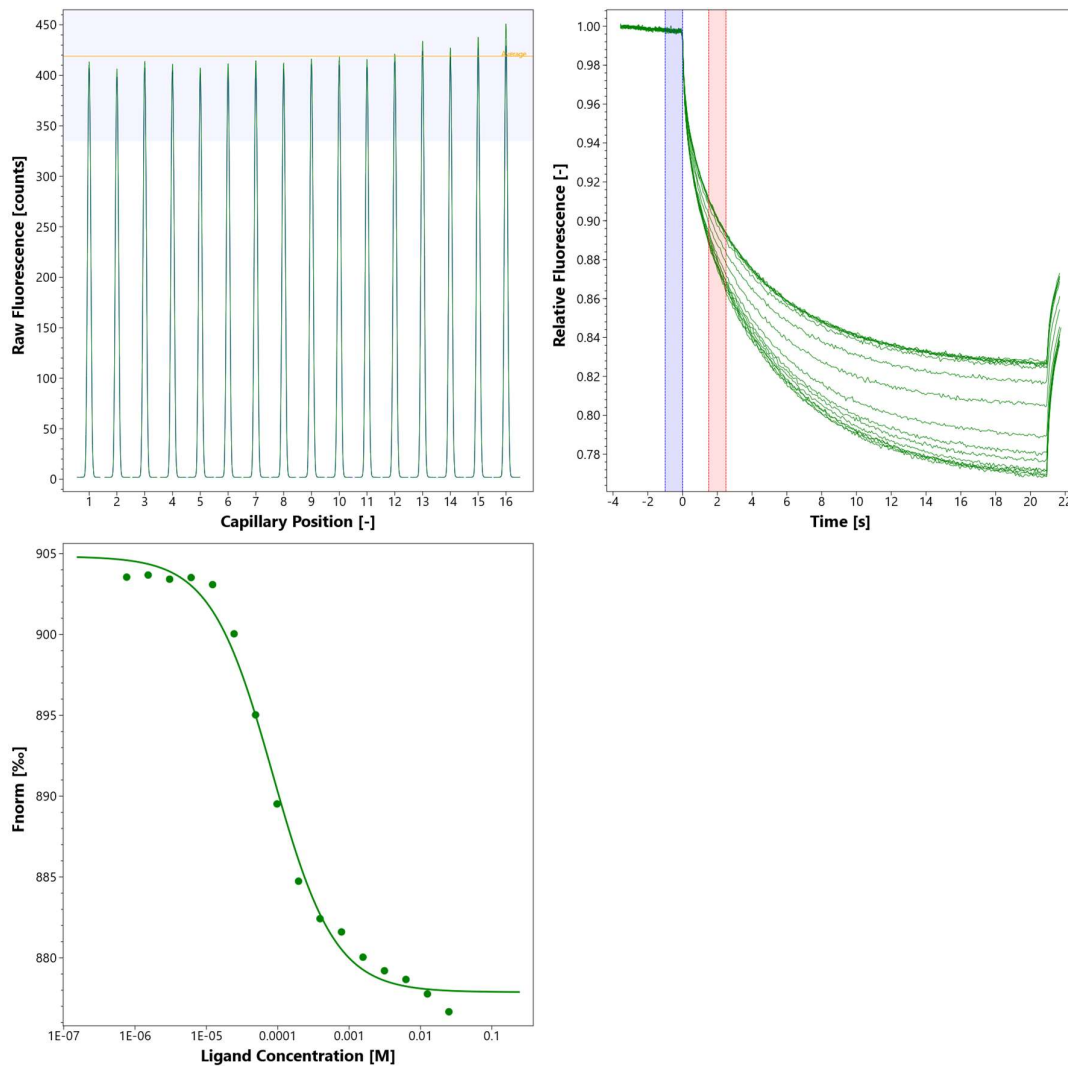 Raw Fluorescence [counts]
450
400
350
300
250
200
150
100
50
0
Average
1 2 3 4 5 6 7 8 9 10 11 12 13 14 15 16
Capillary Position [-]
Relative Fluorescence [-]
1.00
0.98
0.96
0.94
0.92
0.90
0.88
0.86
0.84
0.82
0.80
0.78
-4 -2 0 2 4 6 8 10 12 14 16 18 20 22
Time [s]
Fnorm [‰]
905
900
895
890
885
880
1E-07 1E-06 1E-05 0.0001 0.001 0.01 0.1
Ligand Concentration [M]